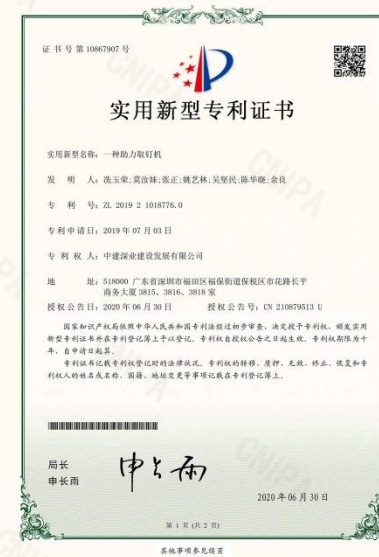 证书号第10867907号
实用新型专利证书
实用新型名称：一种助力取钉机
发 明 人：冼玉荣;莫汝妹;张正;姚艺林;吴坚民;陈华晓;余良
专 利 号：ZL 2019 2 1018776.0
专利申请日：2019年07月03日
专 利 权 人：中建深业建设发展有限公司
地 址：518000 广东省深圳市福田区福保街道保税区市花路长平
商务大厦 3815、3816、3818 室
授权公告日：2020年06月30日 授权公告号：CN 210879513 U
国家知识产权局依照中华人民共和国专利法经过初步审查，决定授予专利权，颁发实用
新型专利证书并在专利登记簿上予以登记。专利权自授权公告之日起生效。专利权期限为十
年，自申请日起算。
专利证书记载专利权登记时的法律状况。专利权的转移、质押、无效、终止、恢复和专
利权人的姓名或名称、国籍、地址变更等事项记载在专利登记簿上。
局长
申长雨
申长雨
2020年06月30日
第 1 页 (共 2 页)
其他事项参见续页
CNIPA
CNIPA
CNIPA